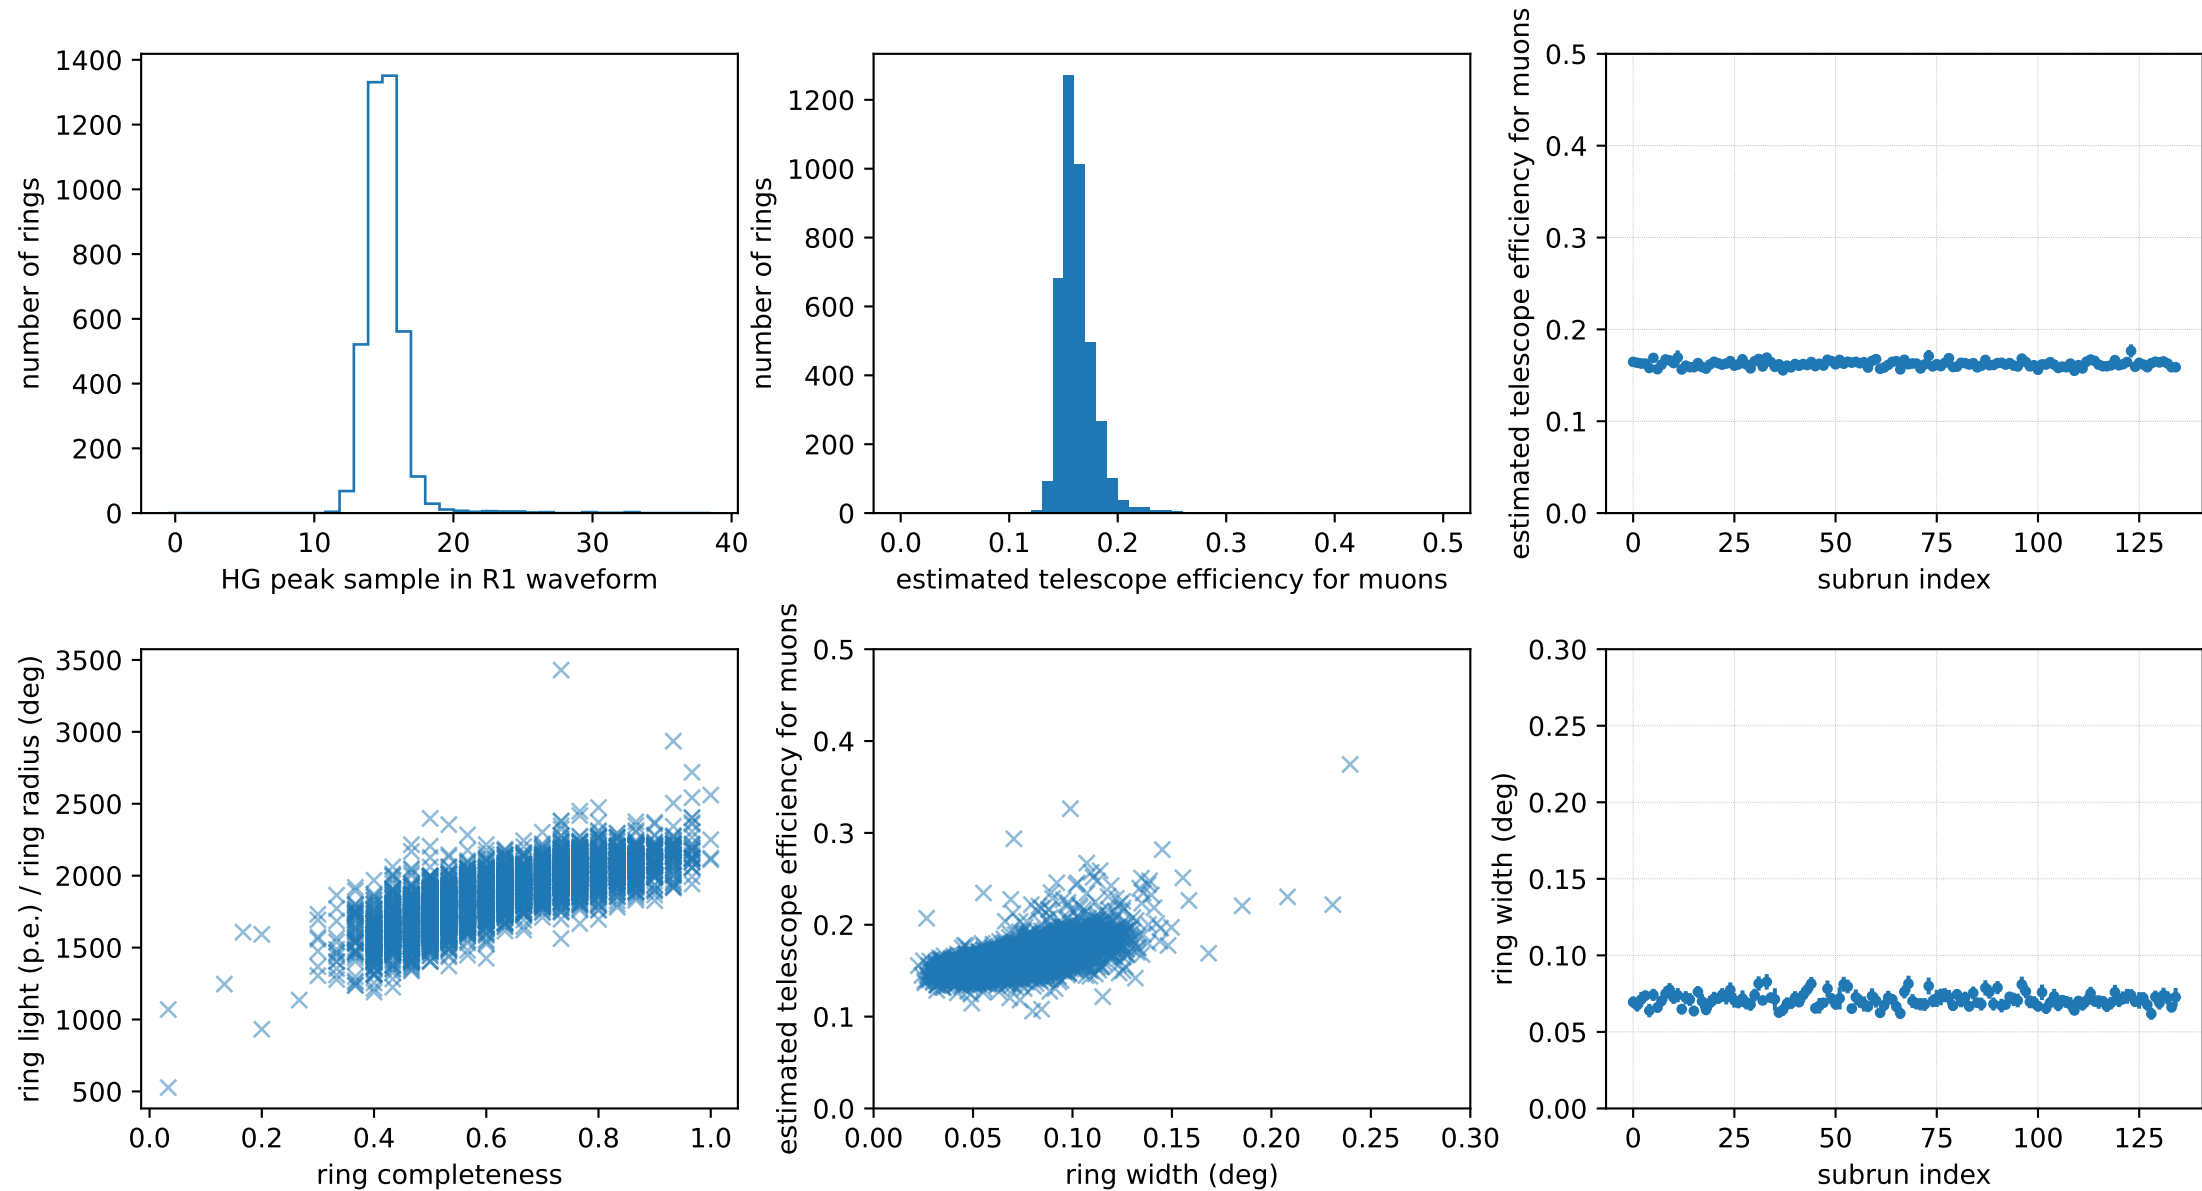 1400
1200
1000
800
600
400
200
0
number of rings
0 10 20 30 40
HG peak sample in R1 waveform
1200
1000
800
600
400
200
0
number of rings
0.0 0.1 0.2 0.3 0.4 0.5
estimated telescope efficiency for muons
0.5
0.4
0.3
0.2
0.1
0.0
estimated telescope efficiency for muons
0 25 50 75 100 125
subrun index
3500
3000
2500
2000
1500
1000
500
ring light (p.e.) / ring radius (deg)
0.0 0.2 0.4 0.6 0.8 1.0
ring completeness
0.5
0.4
0.3
0.2
0.1
0.0
estimated telescope efficiency for muons
0.00 0.05 0.10 0.15 0.20 0.25 0.30
ring width (deg)
0.30
0.25
0.20
0.15
0.10
0.05
0.00
ring width (deg)
0 25 50 75 100 125
subrun index